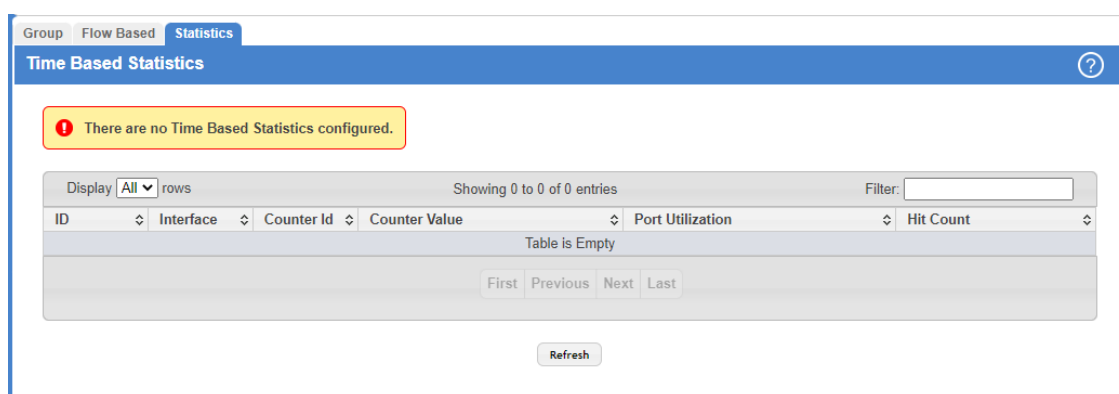 Group Flow Based Statistics
Time Based Statistics ?
! There are no Time Based Statistics configured.
Display All rows Showing 0 to 0 of 0 entries Filter:
ID Interface Counter Id Counter Value Port Utilization Hit Count
Table is Empty
First Previous Next Last
Refresh